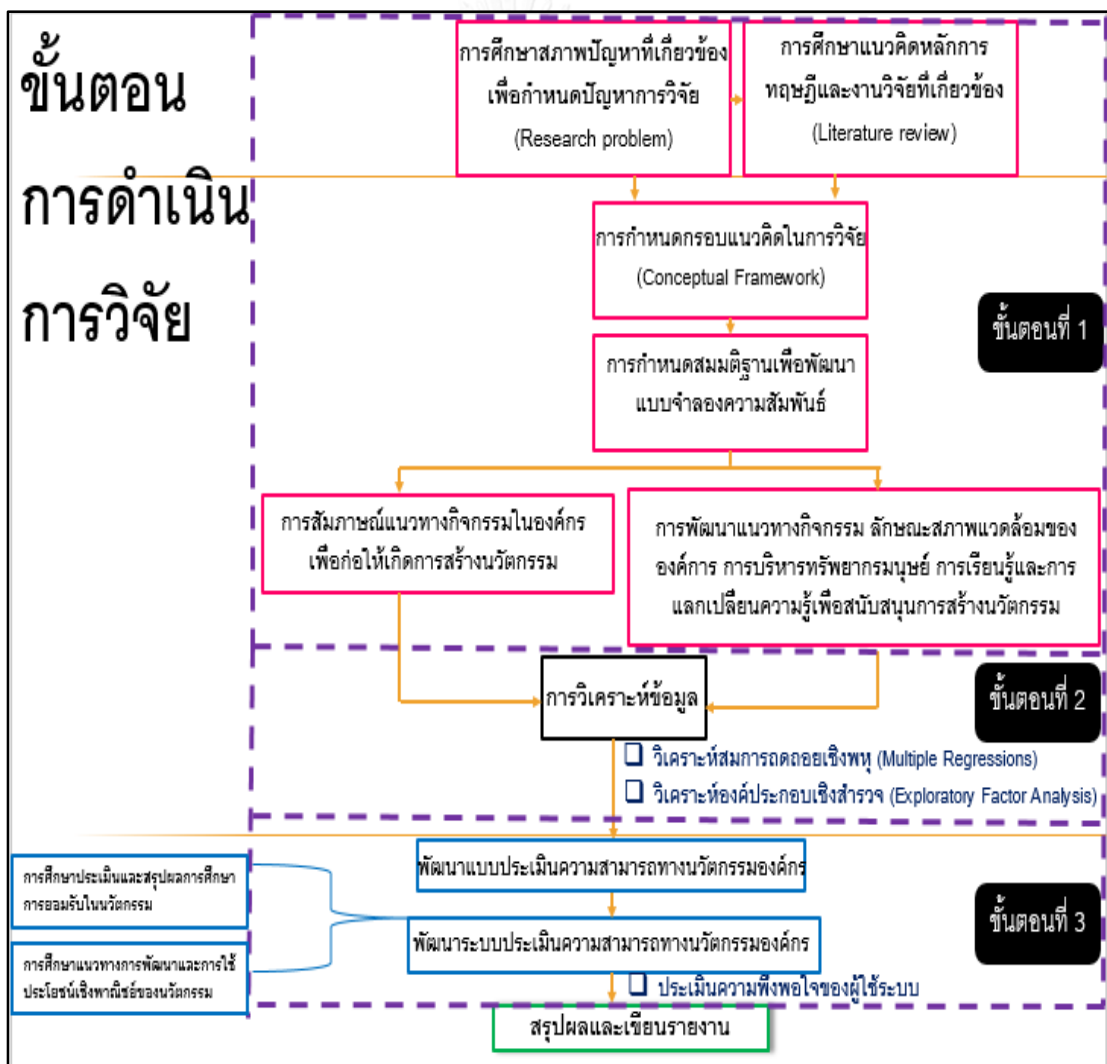 ขั้นตอน
การดำเนิน
การวิจัย
การศึกษาสภาพปัญหาที่เกี่ยวข้อง
เพื่อกำหนดปัญหาการวิจัย
(Research problem)
การศึกษาแนวคิดหลักการ
ทฤษฎีและงานวิจัยที่เกี่ยวข้อง
(Literature review)
การกำหนดกรอบแนวคิดในการวิจัย
(Conceptual Framework)
ขั้นตอนที่ 1
การกำหนดสมมติฐานเพื่อพัฒนา
แบบจำลองความสัมพันธ์
การสัมภาษณ์แนวทางกิจกรรมในองค์กร
เพื่อก่อให้เกิดการสร้างนวัตกรรม
การพัฒนาแนวทางกิจกรรม ลักษณะสภาพแวดล้อมของ
องค์การ การบริหารทรัพยากรมนุษย์ การเรียนรู้และการ
แลกเปลี่ยนความรู้เพื่อสนับสนุนการสร้างนวัตกรรม
การวิเคราะห์ข้อมูล
ขั้นตอนที่ 2
❑ วิเคราะห์สมการถดถอยเชิงพหุ (Multiple Regressions)
❑ วิเคราะห์องค์ประกอบเชิงสำรวจ (Exploratory Factor Analysis)
พัฒนาแบบประเมินความสามารถทางนวัตกรรมองค์กร
การศึกษาประเมินและสรุปผลการศึกษา
การยอมรับในนวัตกรรม
พัฒนาระบบประเมินความสามารถทางนวัตกรรมองค์กร
ขั้นตอนที่ 3
การศึกษาแนวทางการพัฒนาและการใช้
ประโยชน์เชิงพาณิชย์ของนวัตกรรม
❑ ประเมินความพึงพอใจของผู้ใช้ระบบ
สรุปผลและเขียนรายงาน